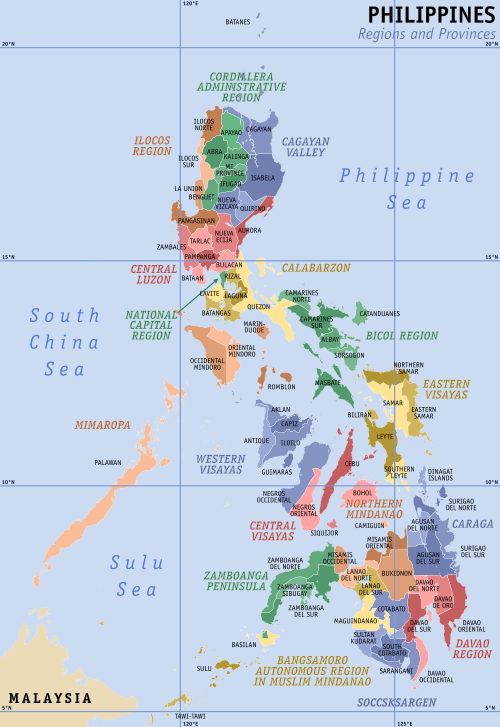 120°E
PHILIPPINES
Regions and Provinces
BATANES
20°N
20°N
CORDILLERA
ADMINISTRATIVE
REGION
ILOCOS
NORTE
APAYAO
CAGAYAN
ILOCOS
REGION
CAGAYAN
VALLEY
ABRA
KALINGA
ILOCOS
SUR
MT.
PROVINCE
ISABELA
IFUGAO
LA UNION
BENGUET
NUEVA
VIZCAYA
QUIRINO
Philippine
Sea
PANGASINAN
AURORA
NUEVA
ECIJA
TARLAC
ZAMBALES
PAMPANGA
15°N
15°N
BULACAN
CENTRAL
LUZON
BATAAN
RIZAL
CALABARZON
CAVITE
LAGUNA
QUEZON
BATANGAS
NATIONAL
CAPITAL
REGION
South
China
Sea
CAMARINES
NORTE
CATANDUANES
CAMARINES
SUR
MARIN-
DUQUE
ALBAY
BICOL REGION
SORSOGON
ORIENTAL
MINDORO
OCCIDENTAL
MINDORO
ROMBLON
MASBATE
NORTHERN
SAMAR
EASTERN
VISAYAS
SAMAR
EASTERN
SAMAR
BILIRAN
AKLAN
CAPIZ
ANTIQUE
ILOILO
LEYTE
MIMAROPA
PALAWAN
WESTERN
VISAYAS
GUIMARAS
CEBU
SOUTHERN
LEYTE
DINAGAT
ISLANDS
10°N
10°N
NEGROS
OCCIDENTAL
BOHOL
NEGROS
ORIENTAL
NORTHERN
MINDANAO
SURIGAO
DEL NORTE
CENTRAL
VISAYAS
SIQUIJOR
CAMIGUIN
AGUSAN
DEL NORTE
CARAGA
MISAMIS
ORIENTAL
SURIGAO
DEL SUR
Sulu
Sea
MISAMIS
OCCIDENTAL
AGUSAN
DEL SUR
ZAMBOANGA
DEL NORTE
ZAMBOANGA
PENINSULA
LANAO
DEL NORTE
BUKIDNON
ZAMBOANGA
SIBUGAY
LANAO
DEL SUR
DAVAO
DEL NORTE
DAVAO
DE ORO
ZAMBOANGA
DEL SUR
COTABATO
MAGUINDANAO
DAVAO
DEL SUR
DAVAO
ORIENTAL
SULTAN
KUDARAT
DAVAO
REGION
BASILAN
SOUTH
COTABATO
BANGSAMORO
AUTONOMOUS REGION
IN MUSLIM MINDANAO
SULU
SARANGANI
DAVAO
OCCIDENTAL
SOCCSKSARGEN
MALAYSIA
TAWI-TAWI
5°N
5°N
120°E
125°E